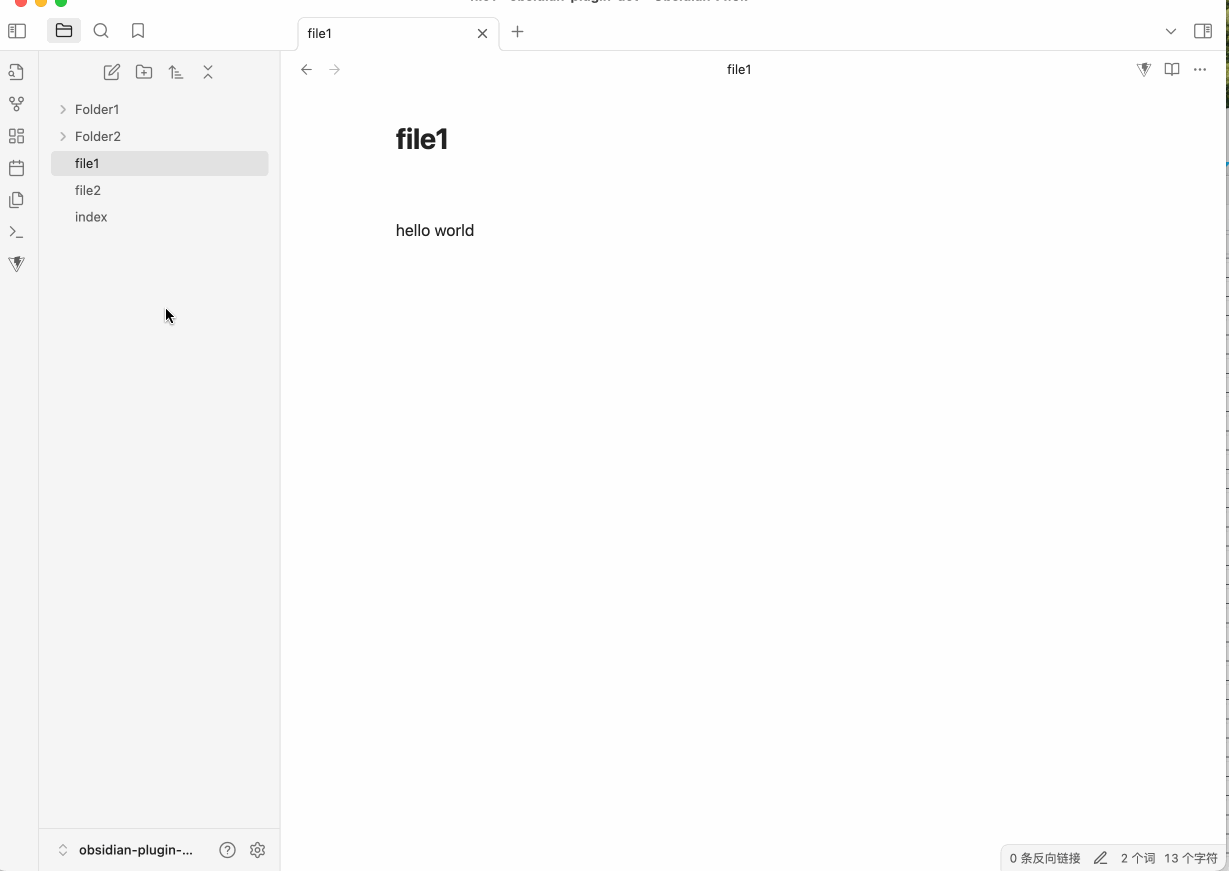 file1
file1
Folder1
Folder2
file1
file2
index
file1
hello world
obsidian-plugin-...
0 条反向链接 2 个词 13 个字符